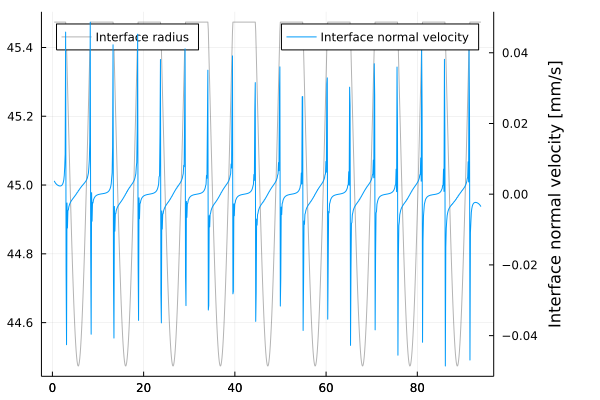 Interface radius
Interface normal velocity
45.4
45.2
45.0
44.8
44.6
0.04
0.02
0.00
−0.02
−0.04
Interface normal velocity [mm/s]
0 20 40 60 80